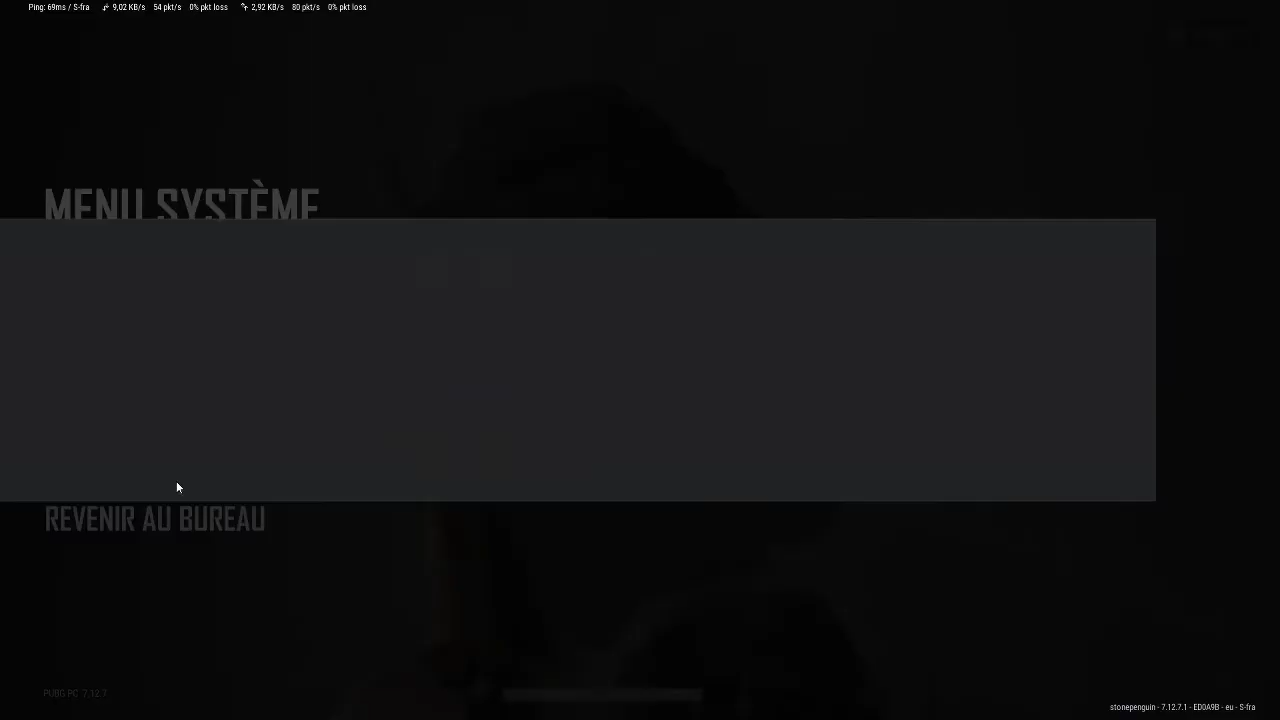 Ping: 69ms / S-fra 9,02 KB/s 54 pkt/s 0% pkt loss 2,92 KB/s 80 pkt/s 0% pkt loss
MENU SYSTÈME
REVENIR AU BUREAU
PUBG PC 7.12.7
stonepenguin - 7.12.7.1 - ED0A9B - eu - S-fra